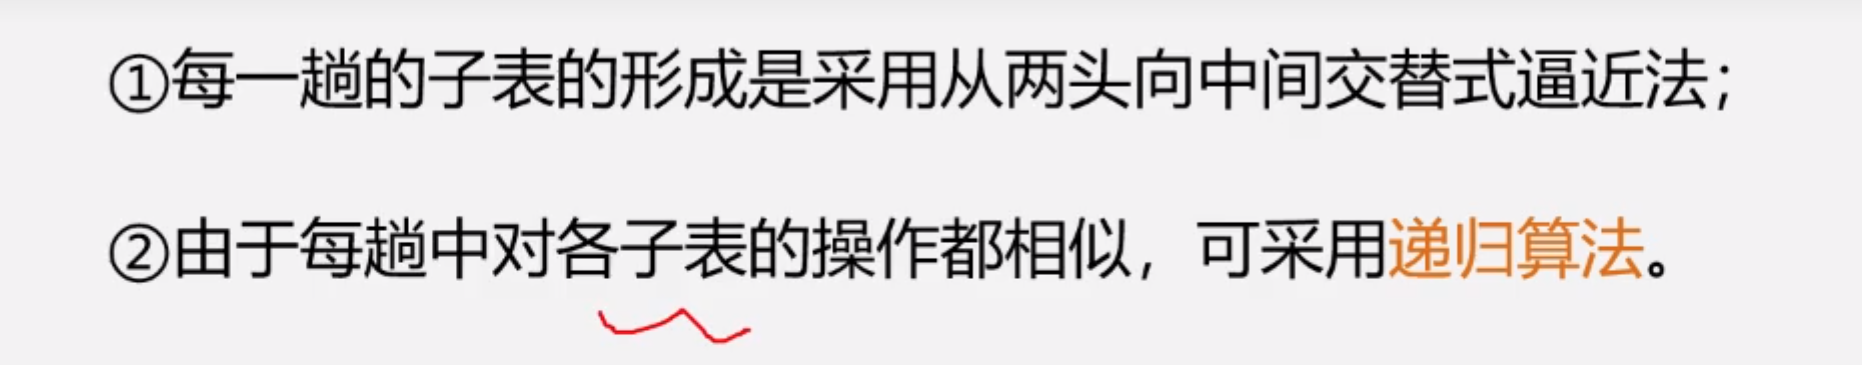 ①每一趟的子表的形成是采用从两头向中间交替式逼近法；
②由于每趟中对各子表的操作都相似，可采用递归算法。